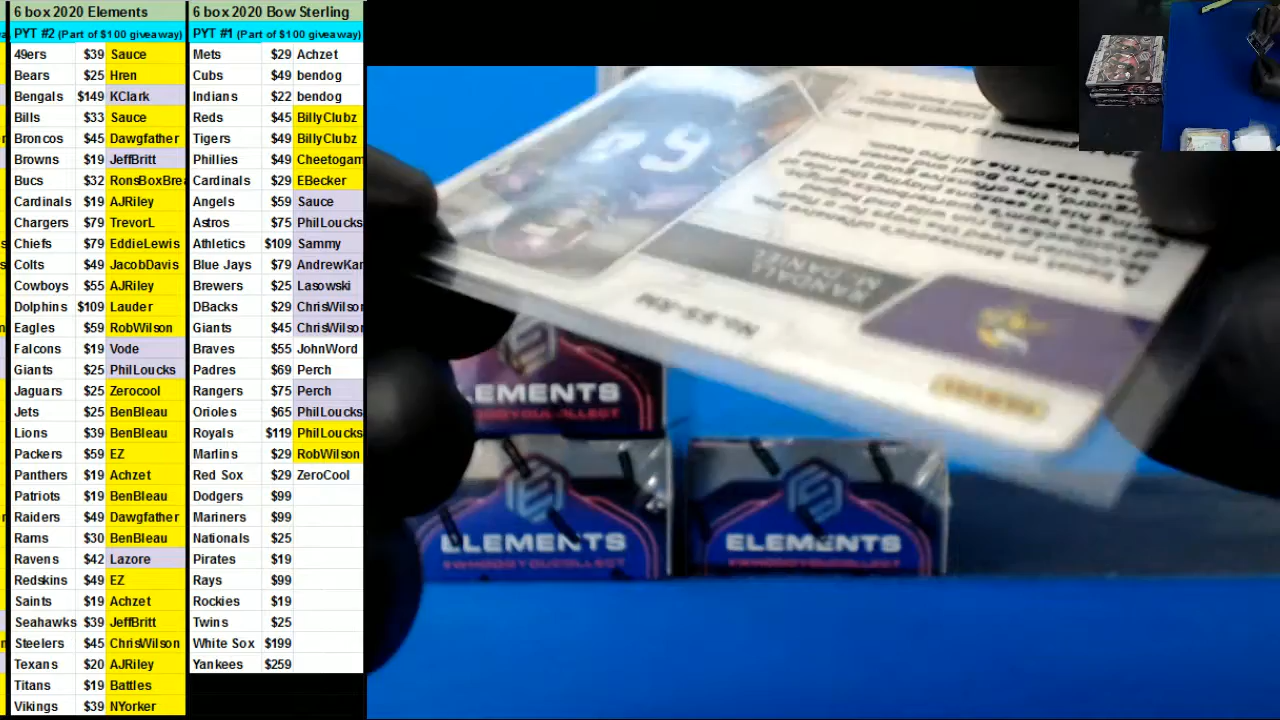 6 box 2020 Elements
PYT #2 (Part of $100 giveaway)
49ers $39 Sauce
Bears $25 Hren
Bengals $149 KClark
Bills $33 Sauce
Broncos $45 Dawgfather
Browns $19 JeffBritt
Bucs $32 RonsBoxBrea
Cardinals $19 AJRiley
Chargers $79 TrevorL
Chiefs $79 EddieLewis
Colts $49 JacobDavis
Cowboys $55 AJRiley
Dolphins $109 Lauder
Eagles $59 RobWilson
Falcons $19 Vode
Giants $25 PhilLoucks
Jaguars $25 Zerocool
Jets $25 BenBleau
Lions $39 BenBleau
Packers $59 EZ
Panthers $19 Achzet
Patriots $19 BenBleau
Raiders $49 Dawgfather
Rams $30 BenBleau
Ravens $42 Lazore
Redskins $49 EZ
Saints $19 Achzet
Seahawks $39 JeffBritt
Steelers $45 ChrisWilson
Texans $20 AJRiley
Titans $19 Battles
Vikings $39 NYorker
6 box 2020 Bow Sterling
PYT #1 (Part of $100 giveaway)
Mets $29 Achzet
Cubs $49 bendog
Indians $22 bendog
Reds $45 BillyClubz
Tigers $49 BillyClubz
Phillies $49 Cheetogam
Cardinals $29 EBecker
Angels $59 Sauce
Astros $75 PhilLoucks
Athletics $109 Sammy
Blue Jays $79 AndrewKar
Brewers $25 Lasowski
DBacks $29 ChrisWilson
Giants $45 ChrisWilson
Braves $55 JohnWord
Padres $69 Perch
Rangers $75 Perch
Orioles $65 PhilLoucks
Royals $119 PhilLoucks
Marlins $29 RobWilson
Red Sox $29 ZeroCool
Dodgers $99
Mariners $99
Nationals $25
Pirates $19
Rays $99
Rockies $19
Twins $25
White Sox $199
Yankees $259
RANDALL
McDANIEL
ELEMENTS
#WHODOYOUCOLLECT
ELEMENTS
#WHODOYOUCOLLECT
ELEMENTS
#WHODOYOUCOLLECT